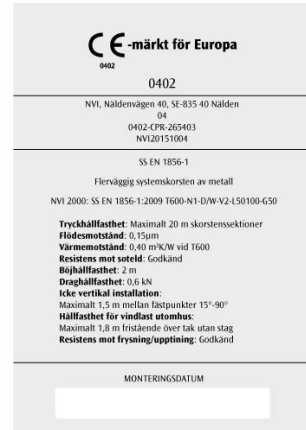 CE -märkt för Europa
0402
0402
NVI, Näldenvägen 40, SE-835 40 Nälden
04
0402-CPR-265403
NVI20151004
SS EN 1856-1
Flerväggig systemskorsten av metall
NVI 2000: SS EN 1856-1:2009 T600-N1-D/W-V2-L50100-G50
Tryckhållfasthet: Maximalt 20 m skorstenssektioner
Flödesmotstånd: 0,15µm
Värmemotstånd: 0,40 m²K/W vid T600
Resistens mot soteld: Godkänd
Böjhållfasthet: 2 m
Draghållfasthet: 0,6 kN
Icke vertikal installation:
Maximalt 1,5 m mellan fästpunkter 15°-90°
Hållfasthet för vindlast utomhus:
Maximalt 1,8 m fristående över tak utan stag
Resistens mot frysning/upptining: Godkänd
MONTERINGSDATUM